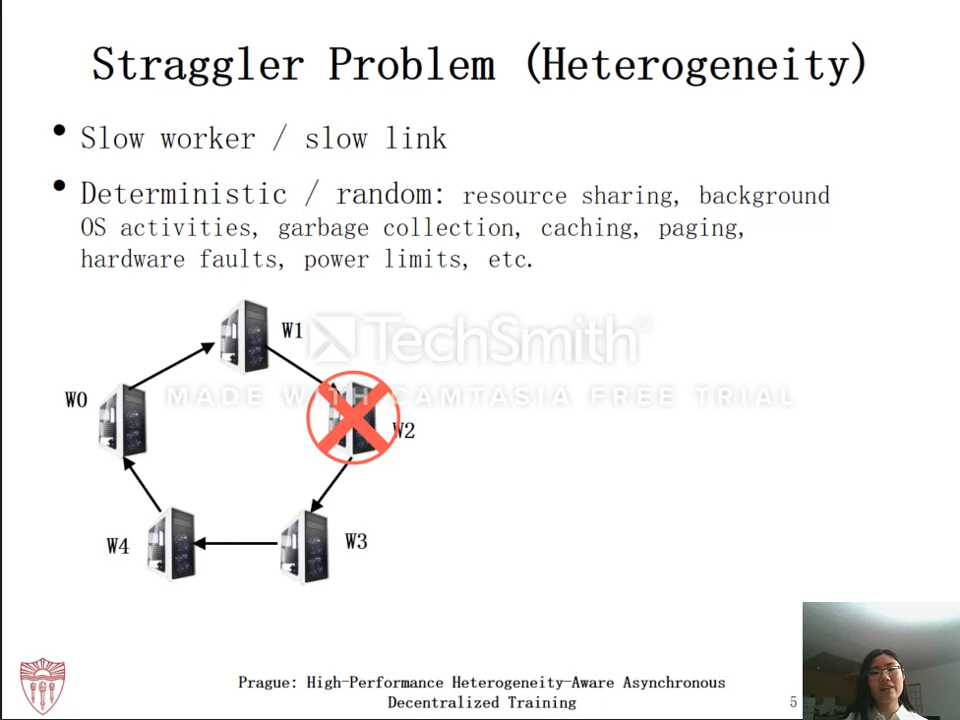 Straggler Problem (Heterogeneity)
• Slow worker / slow link
• Deterministic / random: resource sharing, background
OS activities, garbage collection, caching, paging,
hardware faults, power limits, etc.
W1
TechSmith
W0
MADE WITH CAMTASIA FREE TRIAL
W2
W4
W3
Prague: High-Performance Heterogeneity-Aware Asynchronous
Decentralized Training
5